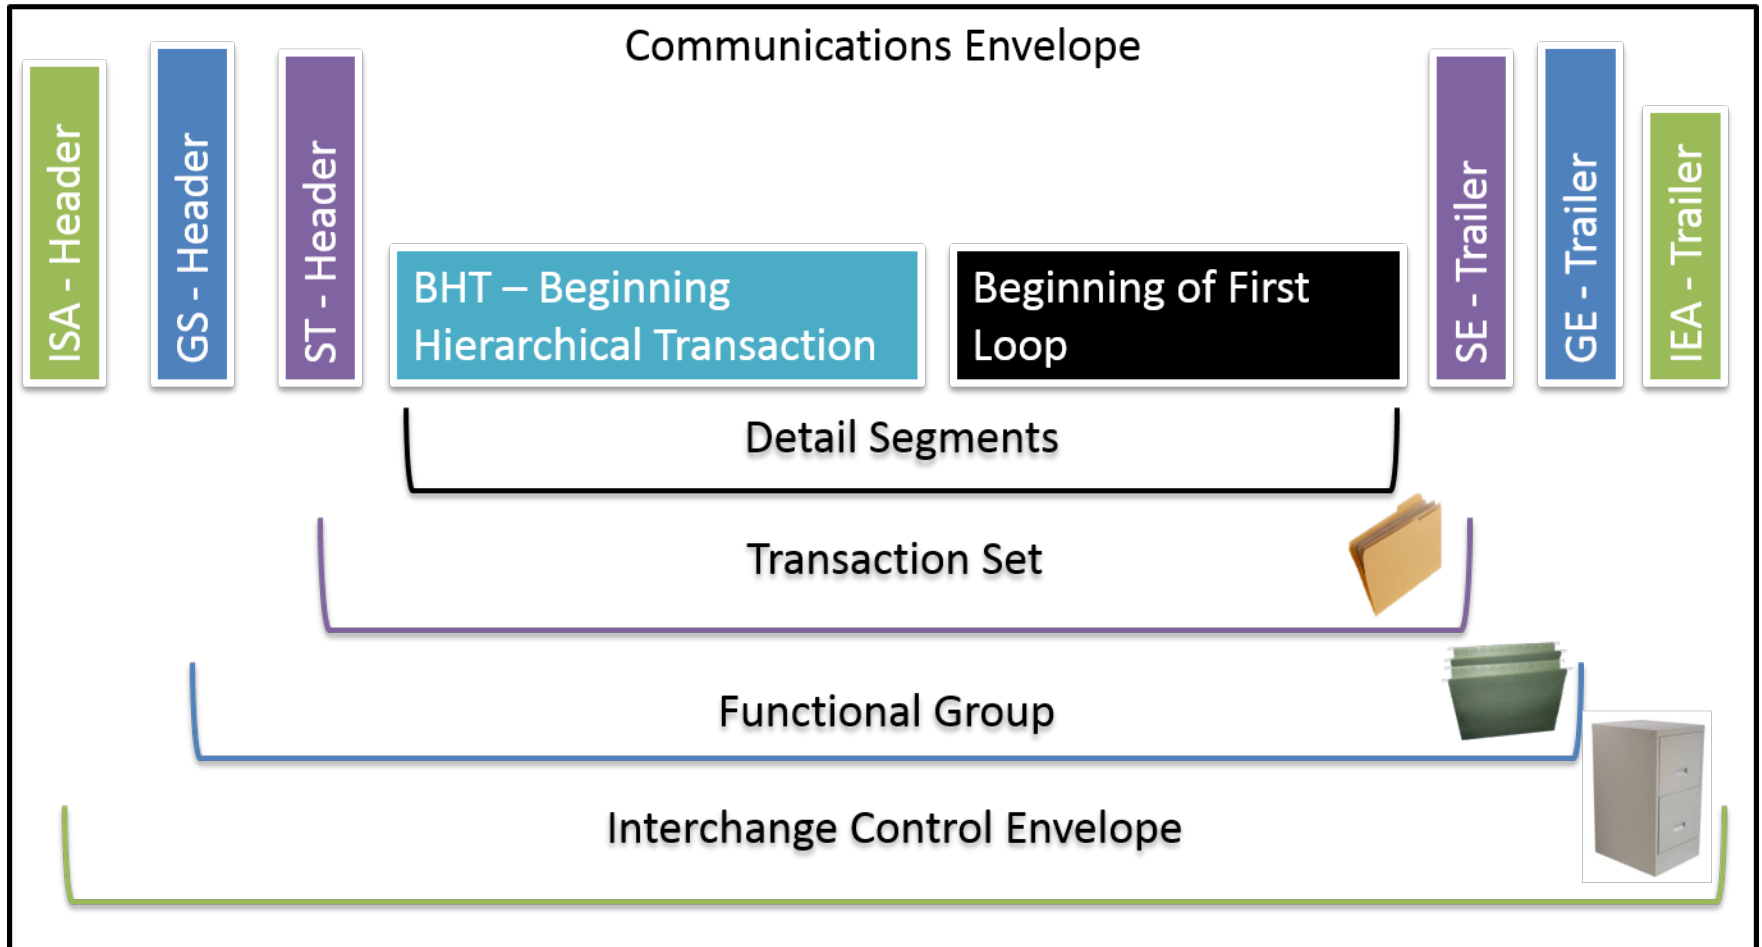 Communications Envelope
ISA - Header
GS - Header
ST - Header
BHT – Beginning
Hierarchical Transaction
Beginning of First
Loop
SE - Trailer
GE - Trailer
IEA - Trailer
Detail Segments
Transaction Set
Functional Group
Interchange Control Envelope